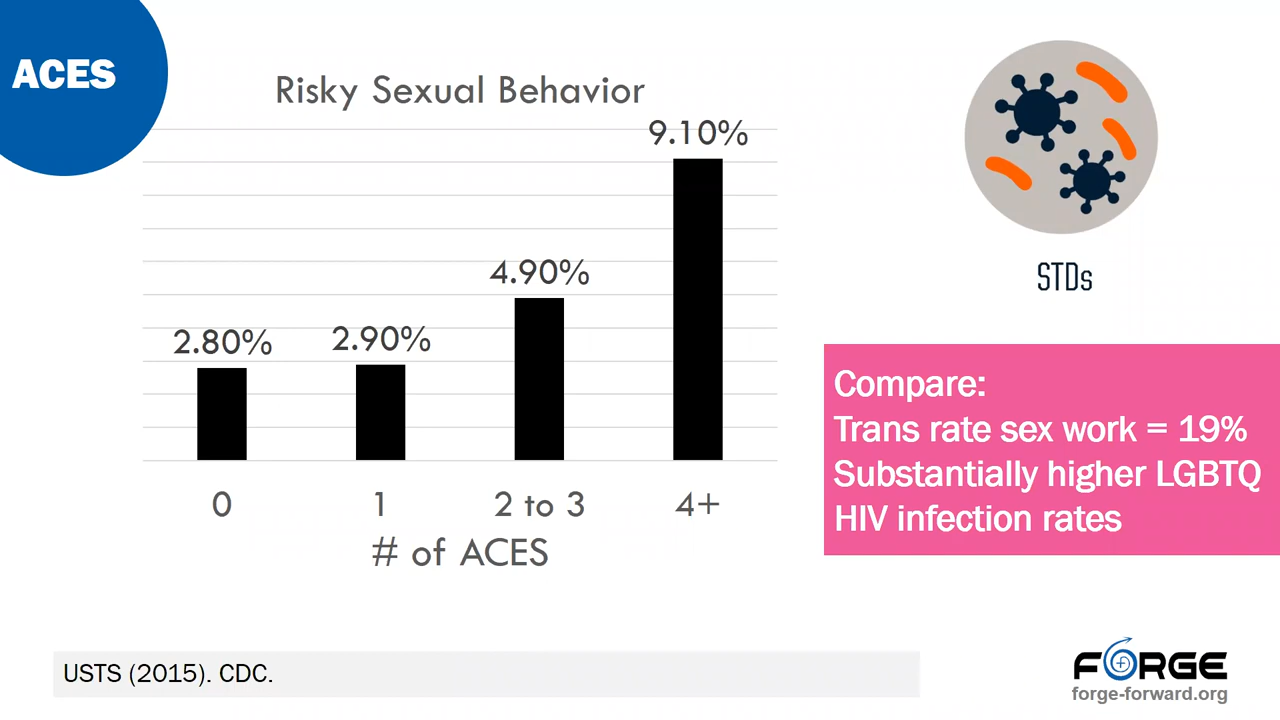 ACES
Risky Sexual Behavior
9.10%
4.90%
2.80%
2.90%
0
1
2 to 3
4+
# of ACES
STDs
Compare:
Trans rate sex work = 19%
Substantially higher LGBTQ
HIV infection rates
USTS (2015). CDC.
FORGE
forge-forward.org